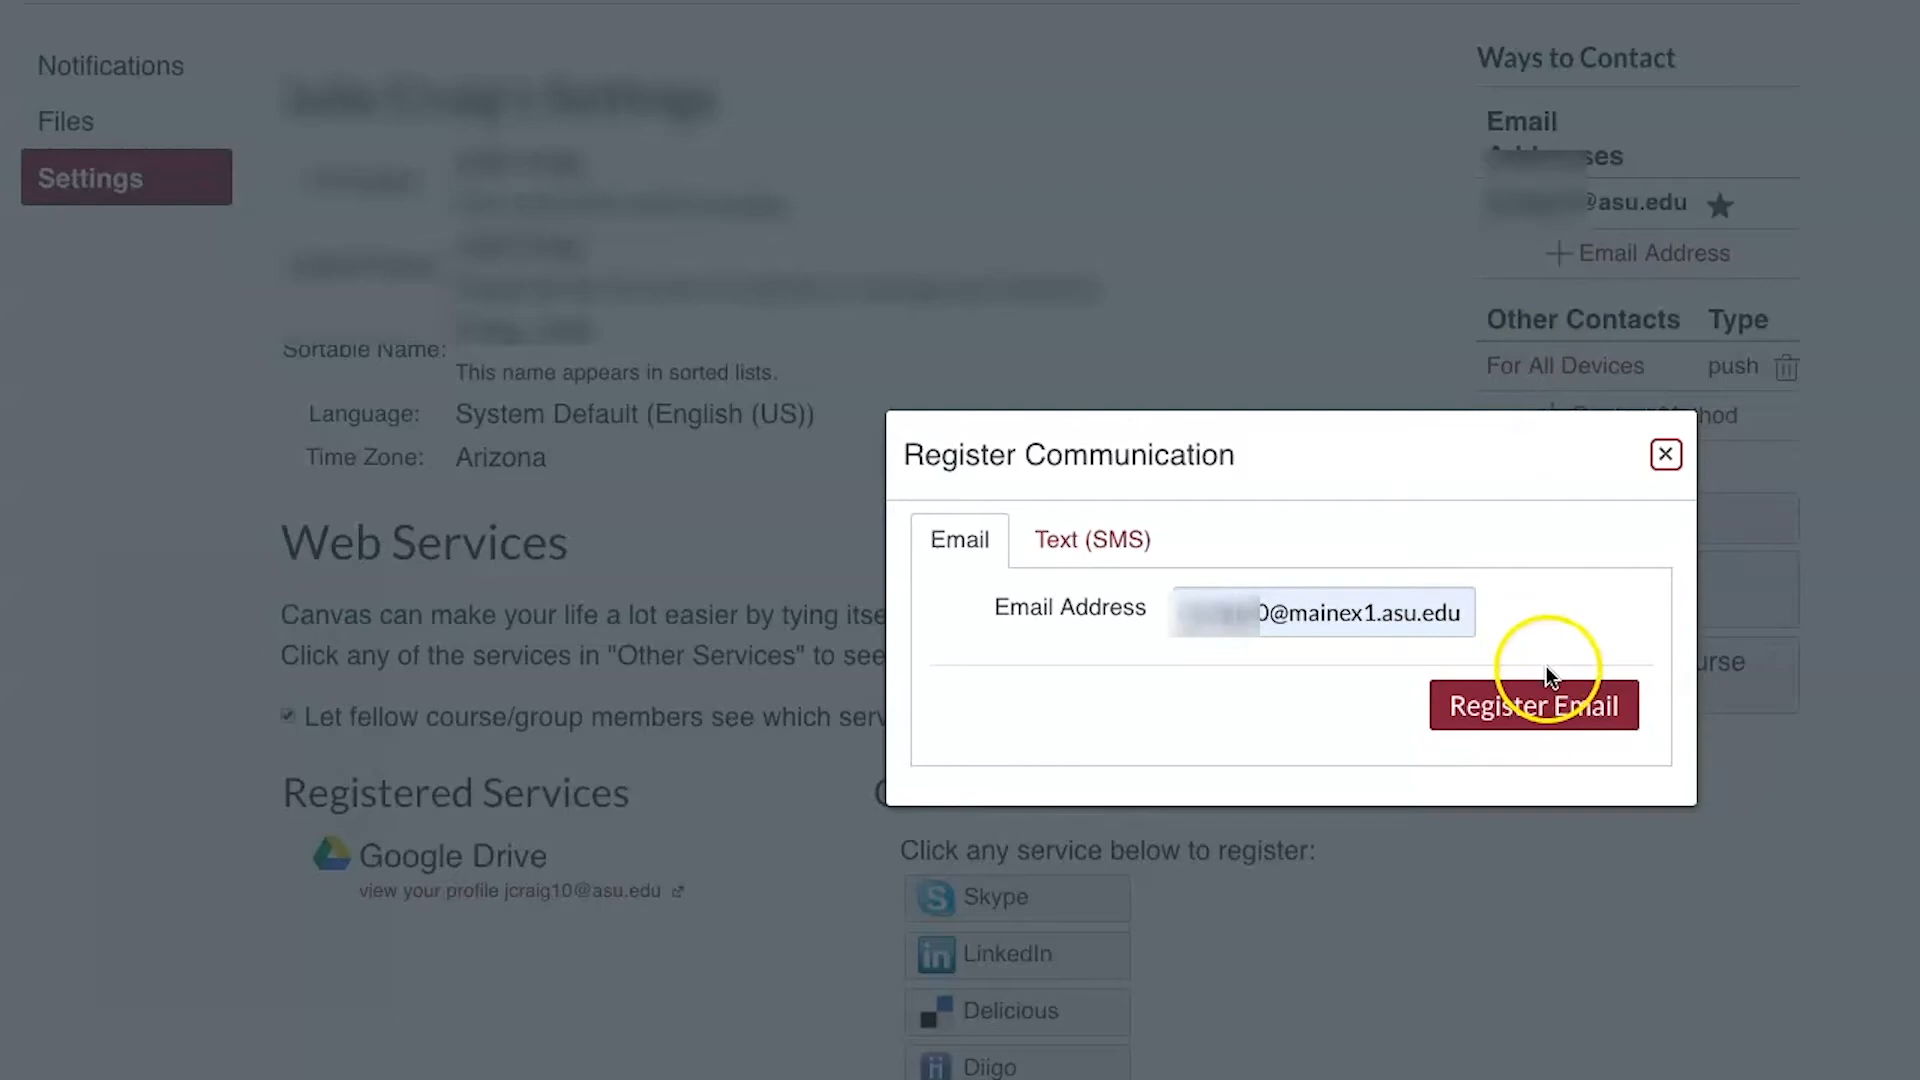 Notifications
Files
Settings
Sortable Name:
This name appears in sorted lists.
Language: System Default (English (US))
Time Zone: Arizona
Web Services
Canvas can make your life a lot easier by tying itse
Click any of the services in "Other Services" to see
Let fellow course/group members see which serv
Registered Services
Google Drive
view your profile jcraig10@asu.edu
Click any service below to register:
Skype
LinkedIn
Delicious
Diigo
Register Communication
Email Text (SMS)
Email Address 0@mainex1.asu.edu
Register Email
Ways to Contact
Email
Addresses
@asu.edu
Email Address
Other Contacts Type
For All Devices push
urse